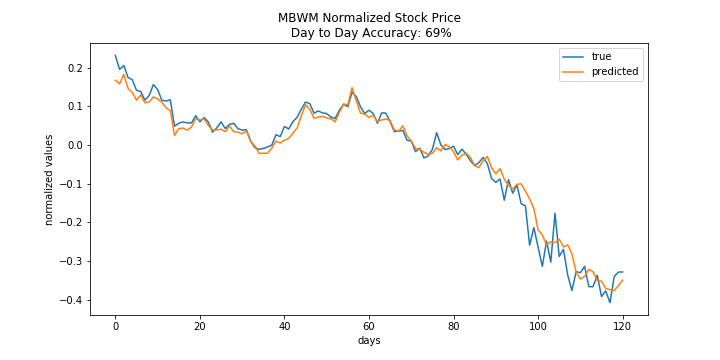 MBWM Normalized Stock Price
Day to Day Accuracy: 69%
true
predicted
normalized values
0.2
0.1
0.0
−0.1
−0.2
−0.3
−0.4
0
20
40
60
80
100
120
days